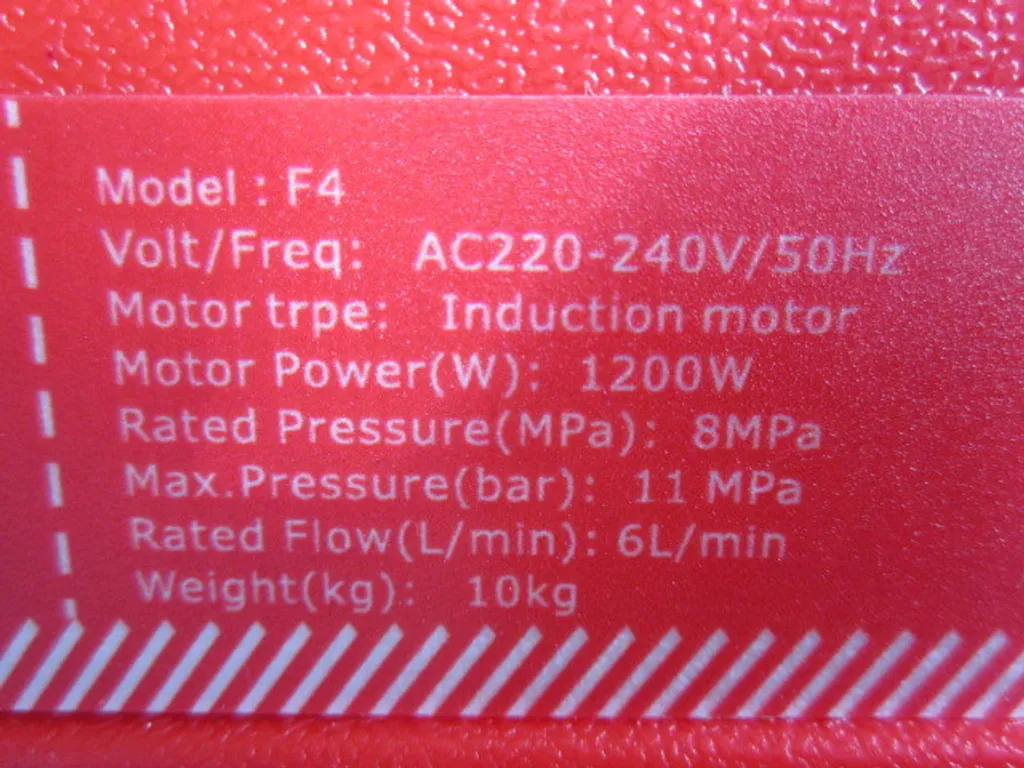 Model : F4
Volt/Freq: AC220-240V/50Hz
Motor trpe: Induction motor
Motor Power(W): 1200W
Rated Pressure(MPa): 8MPa
Max.Pressure(bar): 11 MPa
Rated Flow(L/min): 6L/min
Weight(kg): 10kg